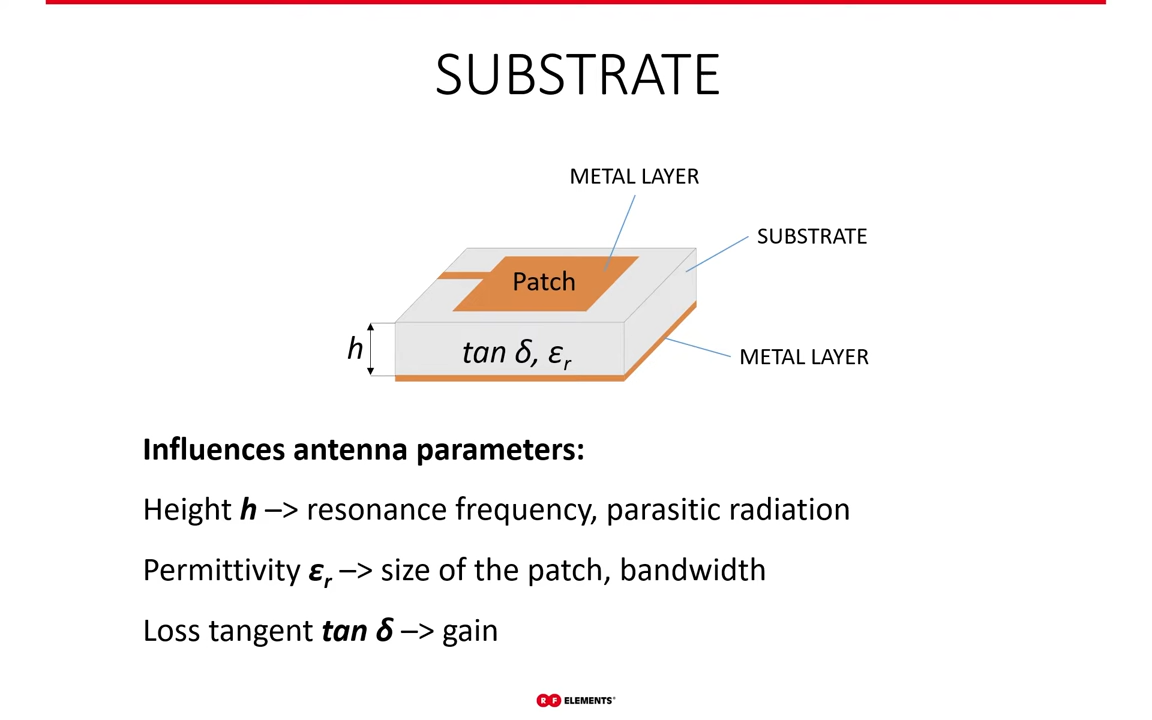 SUBSTRATE
METAL LAYER
SUBSTRATE
Patch
h
tan δ, εr
METAL LAYER
Influences antenna parameters:
Height h –> resonance frequency, parasitic radiation
Permittivity εr –> size of the patch, bandwidth
Loss tangent tan δ –> gain
RF ELEMENTS